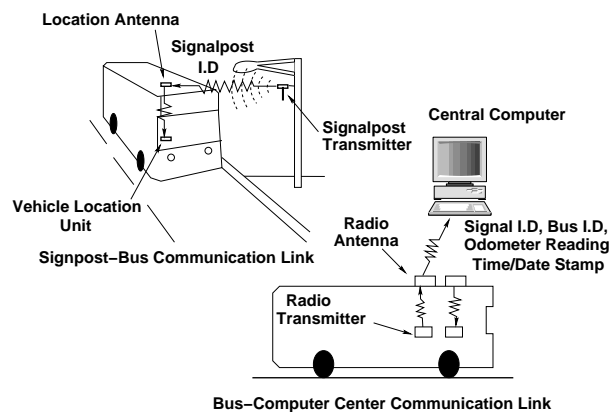 Location Antenna
Signalpost
I.D
Signalpost
Transmitter
Vehicle Location
Unit
Signpost–Bus Communication Link
Central Computer
Radio
Antenna
Signal I.D, Bus I.D,
Odometer Reading
Time/Date Stamp
Radio
Transmitter
Bus–Computer Center Communication Link